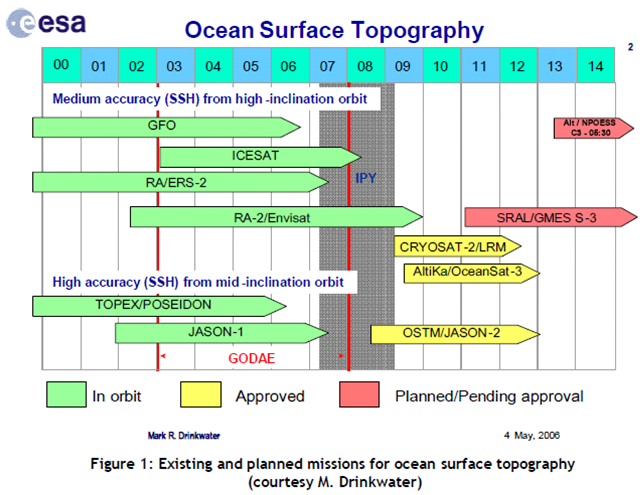 esa
Ocean Surface Topography
2
00 01 02 03 04 05 06 07 08 09 10 11 12 13 14
Medium accuracy (SSH) from high-inclination orbit
GFO
Alt / NPOESS
C3 - 05:30
ICESAT
RA/ERS-2
IPY
RA-2/Envisat
SRAL/GMES S-3
CRYOSAT-2/LRM
AltiKa/OceanSat-3
High accuracy (SSH) from mid-inclination orbit
TOPEX/POSEIDON
JASON-1
OSTM/JASON-2
GODAE
In orbit
Approved
Planned/Pending approval
Mark R. Drinkwater
4 May, 2006
Figure 1: Existing and planned missions for ocean surface topography
(courtesy M. Drinkwater)